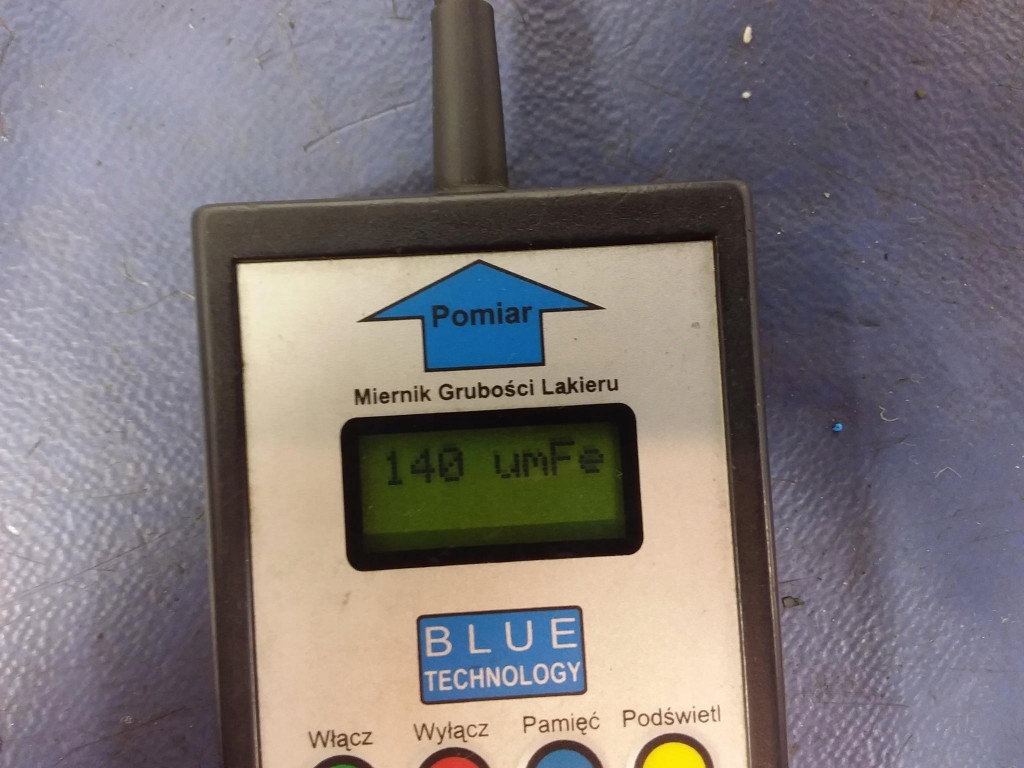 Pomiar
Miernik Grubości Lakieru
140 umFe
BLUE
TECHNOLOGY
Włącz Wyłącz Pamięć Podświetl